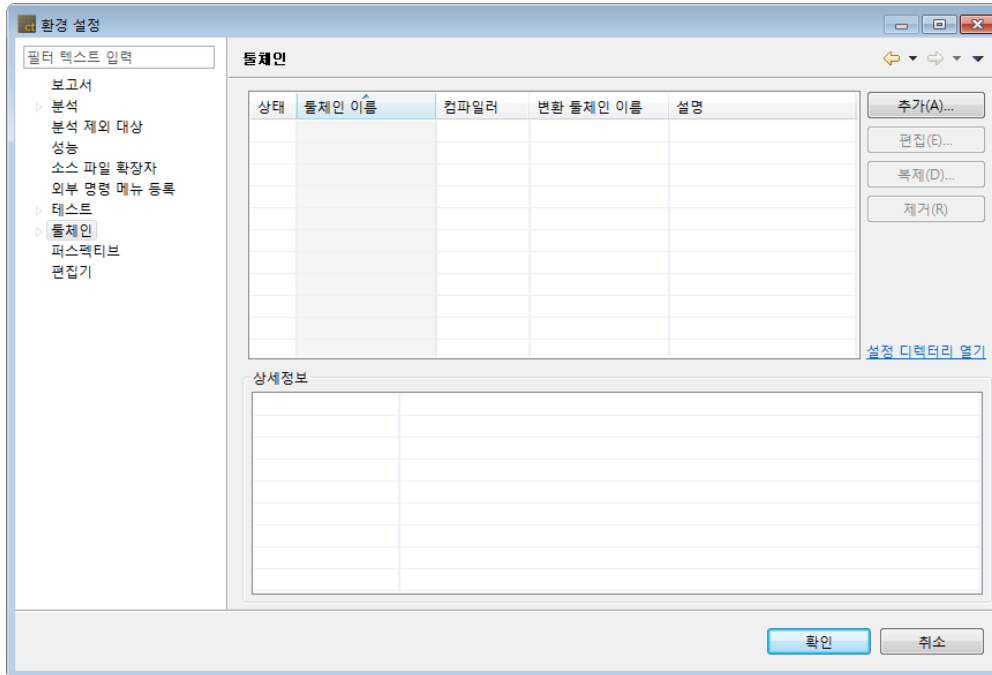 ct 환경 설정
필터 텍스트 입력
보고서
분석
분석 제외 대상
성능
소스 파일 확장자
외부 명령 메뉴 등록
테스트
툴체인
퍼스펙티브
편집기
툴체인
상태 툴체인 이름 컴파일러 변환 툴체인 이름 설명
추가(A)...
편집(E)...
복제(D)...
제거(R)
설정 디렉터리 열기
상세정보
확인 취소